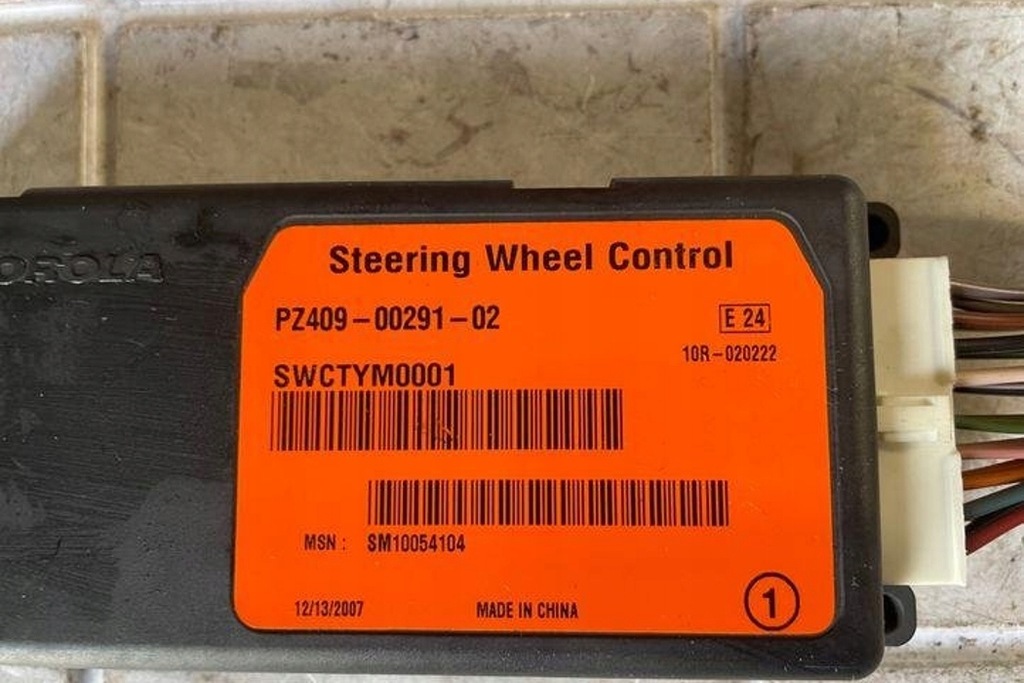 OROLA
Steering Wheel Control
PZ409-00291-02
E 24
10R-020222
SWCTYM0001
MSN : SM10054104
12/13/2007
MADE IN CHINA
1